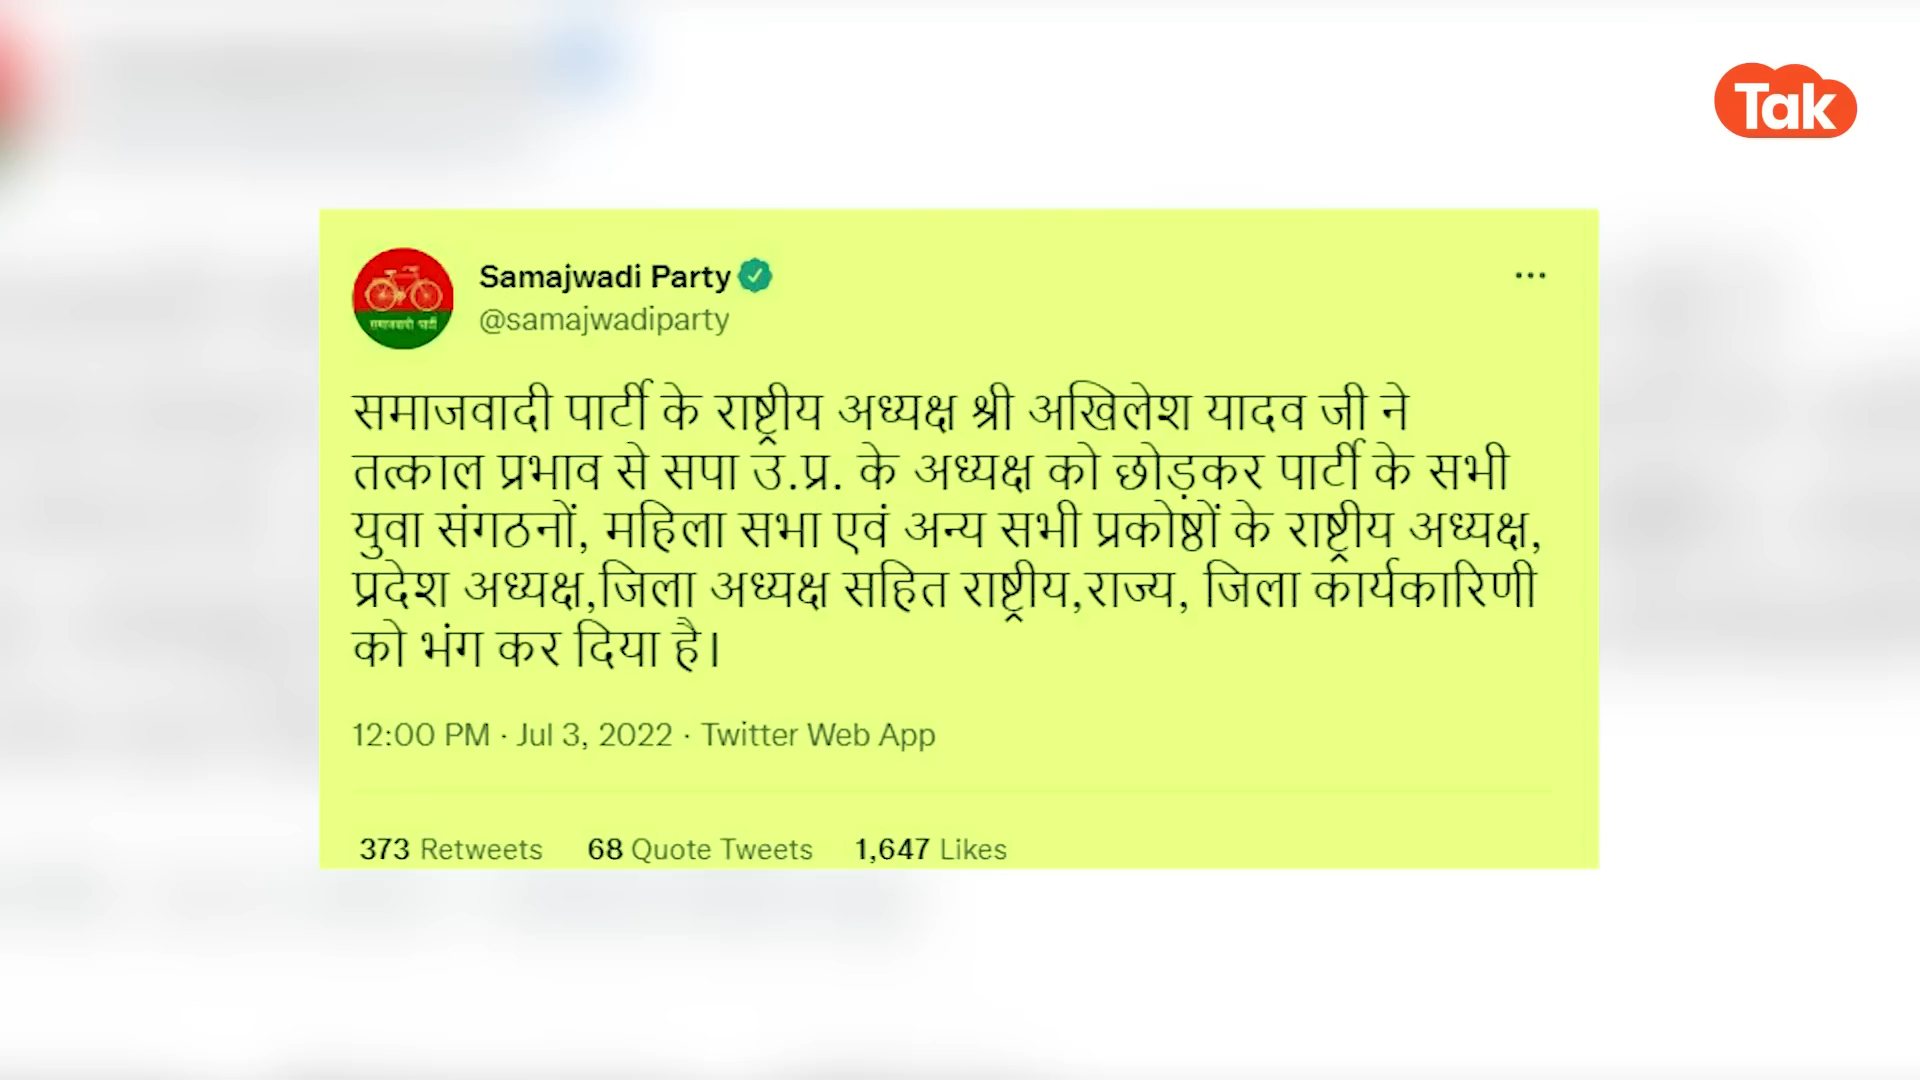 Tak
Samajwadi Party
@samajwadiparty
समाजवादी पार्टी
समाजवादी पार्टी के राष्ट्रीय अध्यक्ष श्री अखिलेश यादव जी ने
तत्काल प्रभाव से सपा उ.प्र. के अध्यक्ष को छोड़कर पार्टी के सभी
युवा संगठनों, महिला सभा एवं अन्य सभी प्रकोष्ठों के राष्ट्रीय अध्यक्ष,
प्रदेश अध्यक्ष,जिला अध्यक्ष सहित राष्ट्रीय,राज्य, जिला कार्यकारिणी
को भंग कर दिया है।
12:00 PM · Jul 3, 2022 · Twitter Web App
373 Retweets 68 Quote Tweets 1,647 Likes